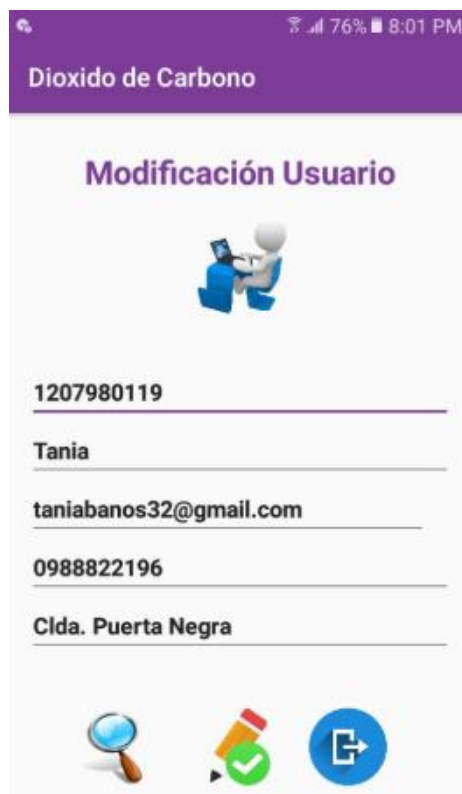 76% 8:01 PM
Dioxido de Carbono
Modificación Usuario
1207980119
Tania
taniabanos32@gmail.com
0988822196
Clda. Puerta Negra